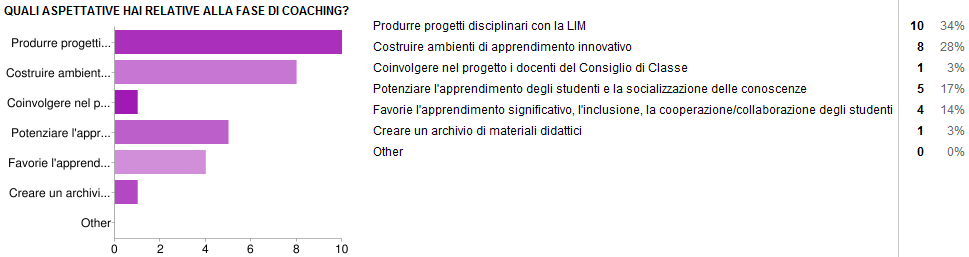 QUALI ASPETTATIVE HAI RELATIVE ALLA FASE DI COACHING?
Produrre progetti...
Costruire ambient...
Coinvolgere nel p...
Potenziare l'appr...
Favorie l'apprend...
Creare un archivi...
Other
0 2 4 6 8 10
Produrre progetti disciplinari con la LIM 10 34%
Costruire ambienti di apprendimento innovativo 8 28%
Coinvolgere nel progetto i docenti del Consiglio di Classe 1 3%
Potenziare l'apprendimento degli studenti e la socializzazione delle conoscenze 5 17%
Favorie l'apprendimento significativo, l'inclusione, la cooperazione/collaborazione degli studenti 4 14%
Creare un archivio di materiali didattici 1 3%
Other 0 0%